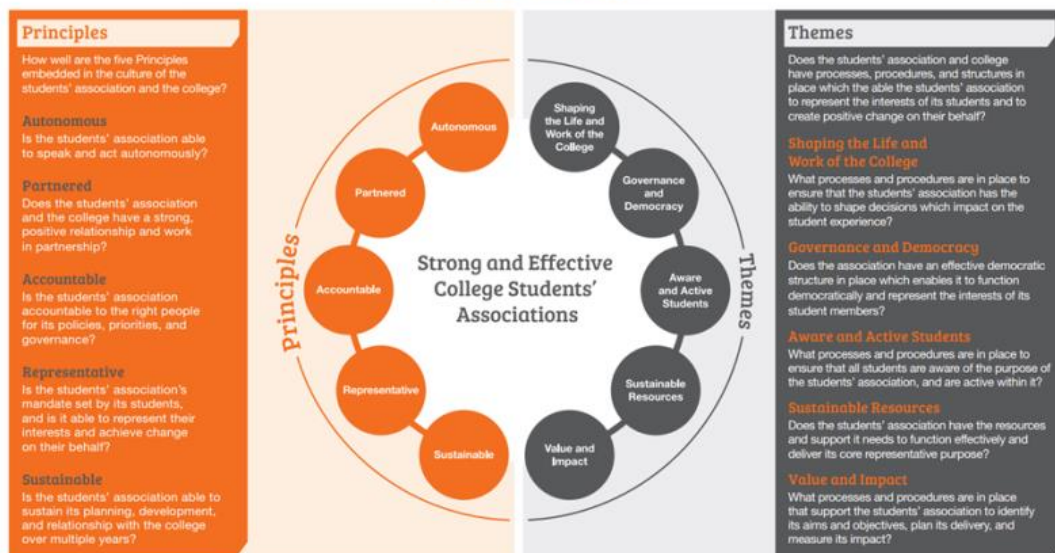 Principles
How well are the five Principles
embedded in the culture of the
students' association and the college?
Autonomous
Is the students' association able
to speak and act autonomously?
Partnered
Does the students' association
and the college have a strong,
positive relationship and work
in partnership?
Accountable
Is the students' association
accountable to the right people
for its policies, priorities, and
governance?
Representative
Is the students' association's
mandate set by its students,
and is it able to represent their
interests and achieve change
on their behalf?
Sustainable
Is the students' association able to
sustain its planning, development,
and relationship with the college
over multiple years?
Principles
Autonomous
Partnered
Accountable
Representative
Sustainable
Strong and Effective
College Students'
Associations
Shaping
the Life and
Work of the
College
Governance
and
Democracy
Aware
and Active
Students
Sustainable
Resources
Value and
Impact
Themes
Themes
Does the students' association and college
have processes, procedures, and structures in
place which the able the students' association
to represent the interests of its students and to
create positive change on their behalf?
Shaping the Life and
Work of the College
What processes and procedures are in place to
ensure that the students' association has the
ability to shape decisions which impact on the
student experience?
Governance and Democracy
Does the association have an effective democratic
structure in place which enables it to function
democratically and represent the interests of its
student members?
Aware and Active Students
What processes and procedures are in place to
ensure that all students are aware of the purpose of
the students' association, and are active within it?
Sustainable Resources
Does the students' association have the resources
and support it needs to function effectively and
deliver its core representative purpose?
Value and Impact
What processes and procedures are in place
that support the students' association to identify
its aims and objectives, plan its delivery, and
measure its impact?